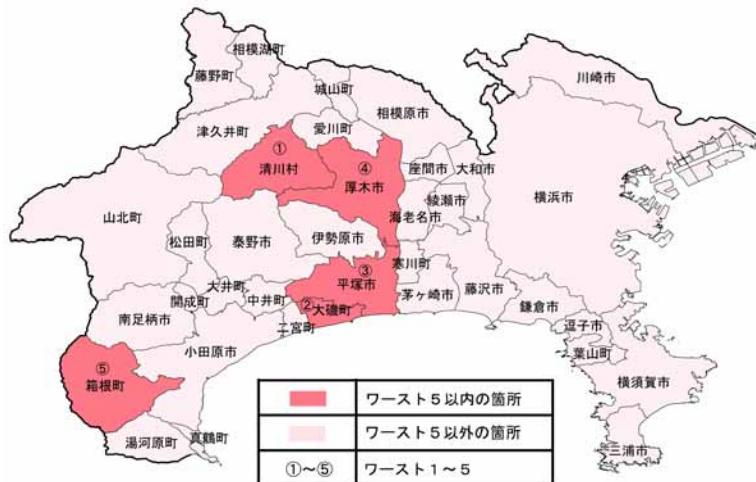 相模湖町
藤野町
川崎市
城山町
相模原市
津久井町
愛川町
①
清川村
④
厚木市
座間市
大和市
綾瀬市
横浜市
海老名市
山北町
松田町
泰野市
伊勢原市
寒川町
③
平塚市
大井町
開成町
中井町
②
大磯町
茅ヶ崎市
藤沢市
鎌倉市
南足柄市
二宮町
逗子市
小田原市
葉山町
⑤
箱根町
横須賀市
湯河原町
真鶴町
三浦市
ワースト5以内の箇所
ワースト5以外の箇所
①～⑤ ワースト1～5